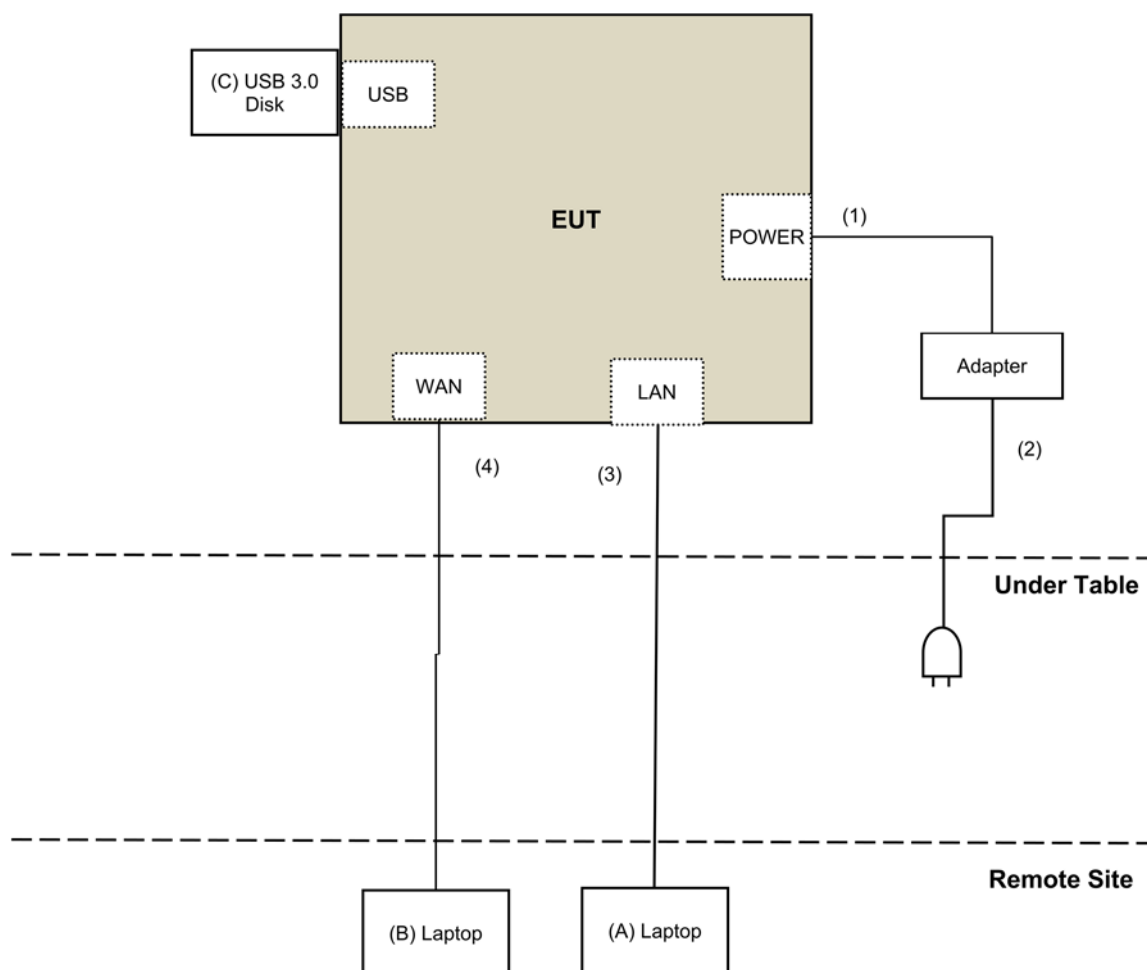 (C) USB 3.0
Disk
USB
EUT
POWER
(1)
Adapter
WAN
LAN
(2)
(4)
(3)
Under Table
Remote Site
(B) Laptop
(A) Laptop